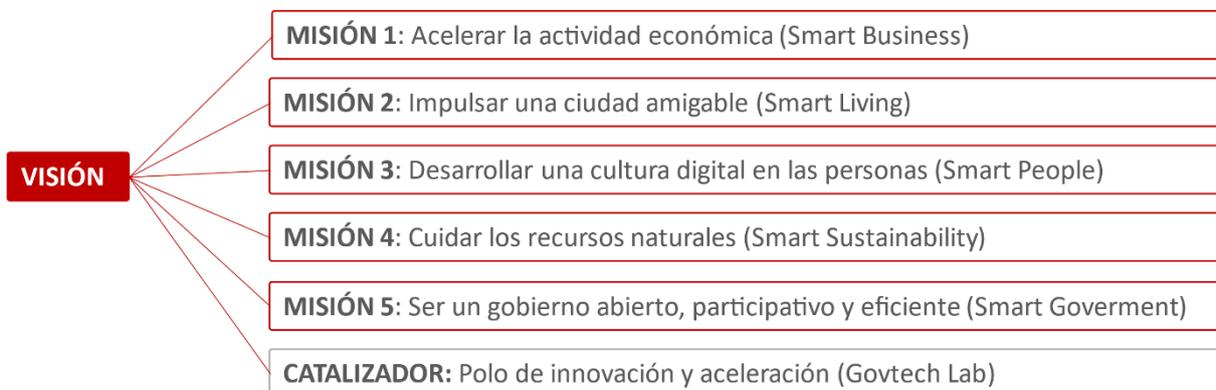 MISIÓN 1: Acelerar la actividad económica (Smart Business)
MISIÓN 2: Impulsar una ciudad amigable (Smart Living)
VISIÓN
MISIÓN 3: Desarrollar una cultura digital en las personas (Smart People)
MISIÓN 4: Cuidar los recursos naturales (Smart Sustainability)
MISIÓN 5: Ser un gobierno abierto, participativo y eficiente (Smart Goverment)
CATALIZADOR: Polo de innovación y aceleración (Govtech Lab)